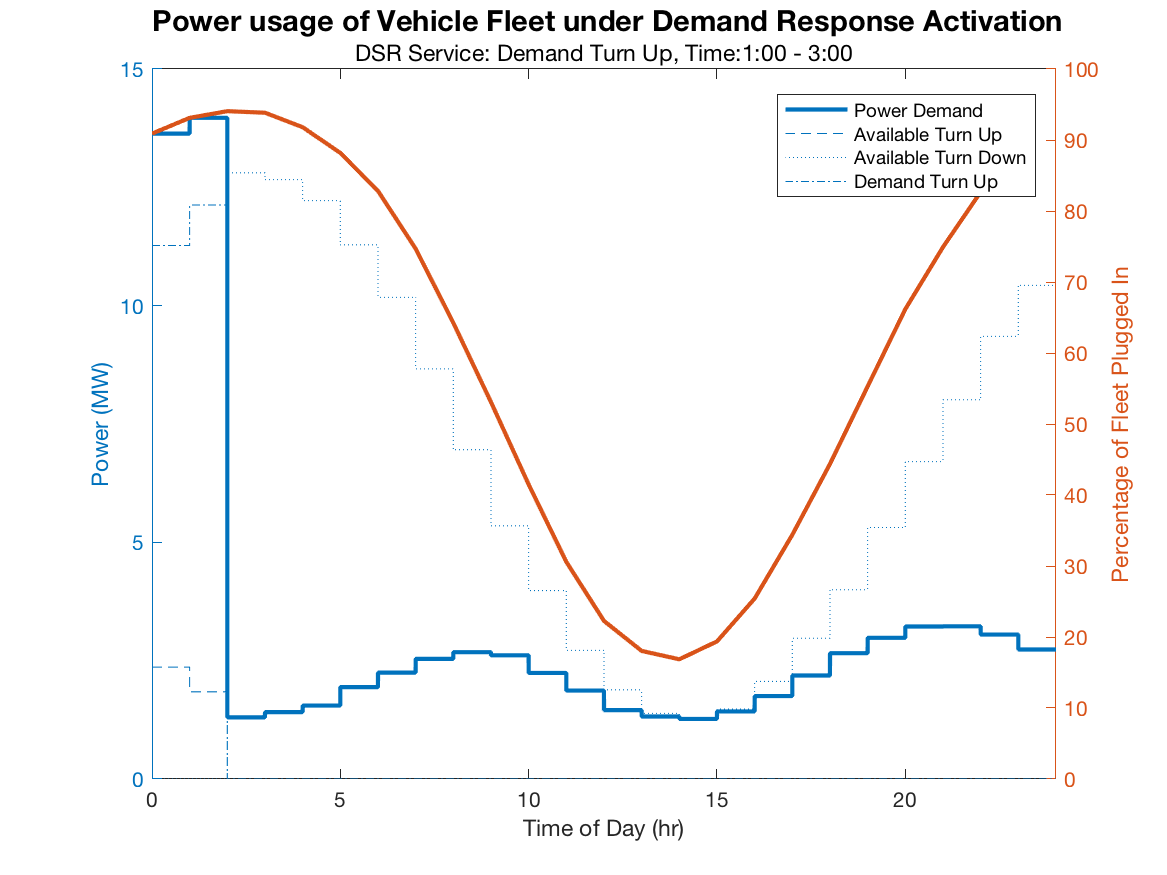 Power usage of Vehicle Fleet under Demand Response Activation
DSR Service: Demand Turn Up, Time:1:00 - 3:00
15
10
5
0
Power (MW)
100
90
80
70
60
50
40
30
20
10
0
Percentage of Fleet Plugged In
Power Demand
Available Turn Up
Available Turn Down
Demand Turn Up
0
5
10
15
20
Time of Day (hr)